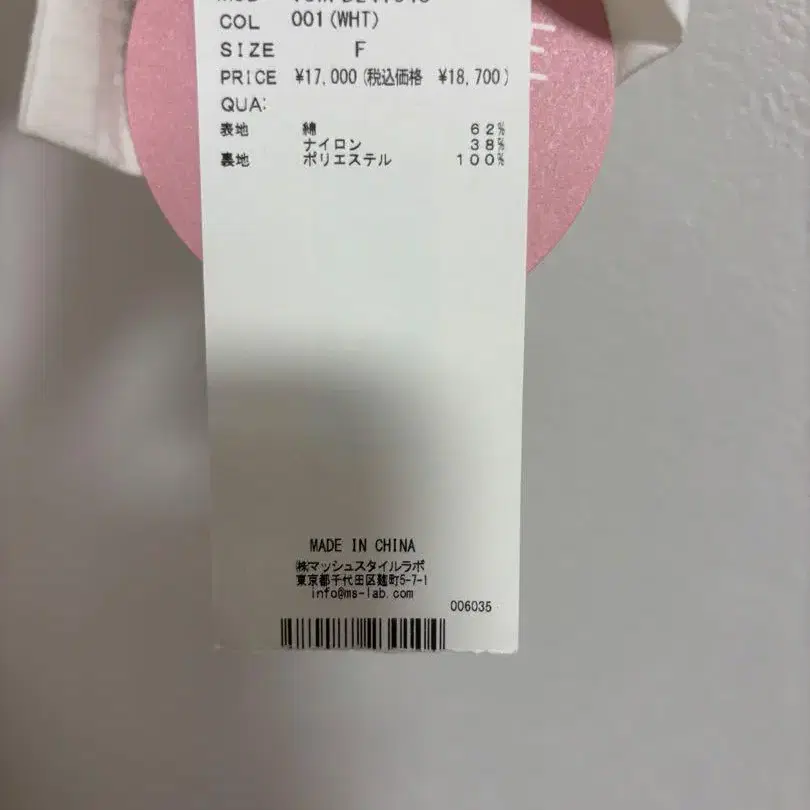 COL 001(WHT)
SIZE F
PRICE ¥17,000(税込価格 ¥18,700)
QUA:
表地 綿 62%
ナイロン 38%
裏地 ポリエステル 100%
MADE IN CHINA
㈱マッシュスタイルラボ
東京都千代田区麹町5-7-1
info@ms-lab.com
006035